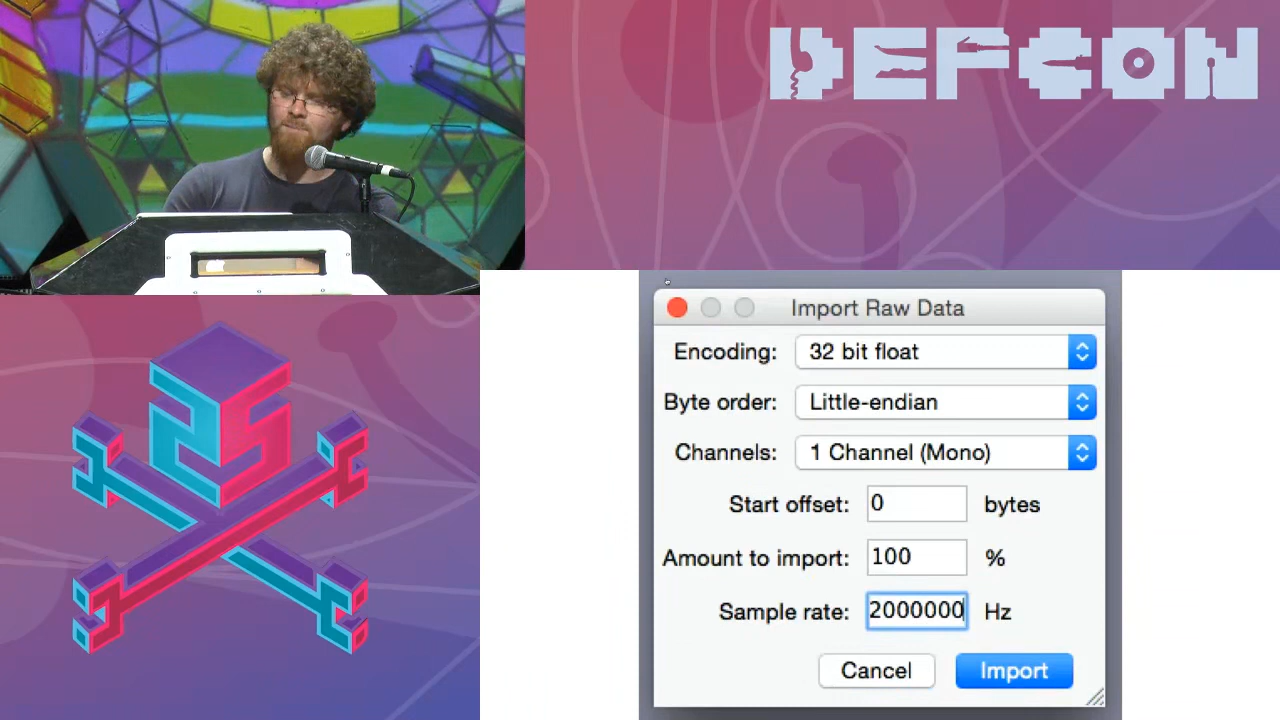 DEFCON
Import Raw Data
Encoding: 32 bit float
Byte order: Little-endian
Channels: 1 Channel (Mono)
Start offset: 0 bytes
Amount to import: 100 %
Sample rate: 2000000 Hz
Cancel Import